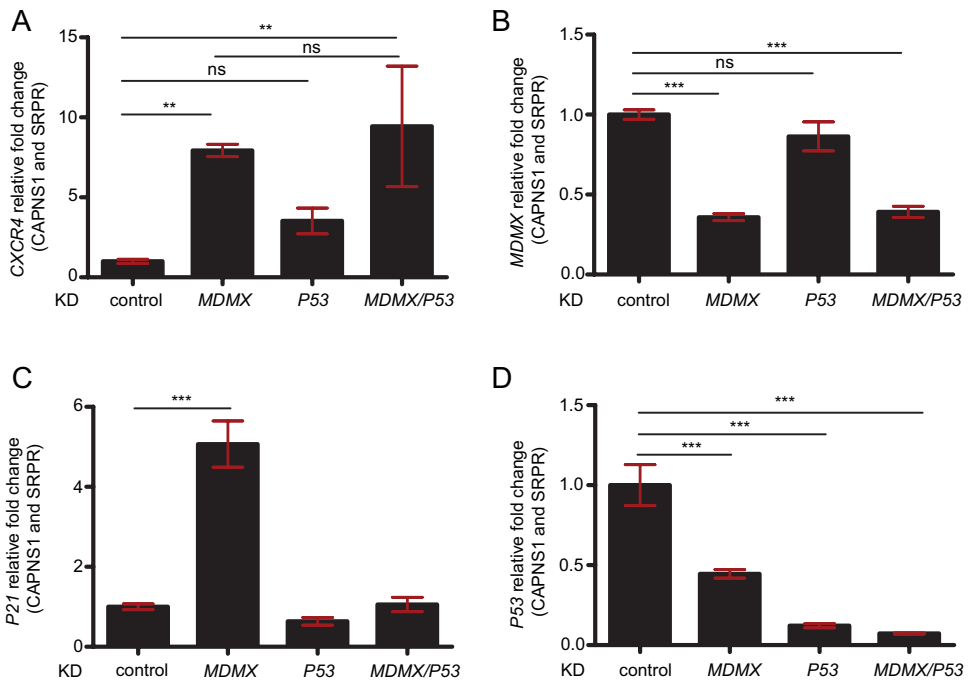 A
CXCR4 relative fold change
(CAPNS1 and SRPR)
15
10
5
0
**
ns
ns
**
KD control MDMX P53 MDMX/P53
B
MDMX relative fold change
(CAPNS1 and SRPR)
1.5
1.0
0.5
0.0
***
ns
***
KD control MDMX P53 MDMX/P53
C
P21 relative fold change
(CAPNS1 and SRPR)
6
4
2
0
***
KD control MDMX P53 MDMX/P53
D
P53 relative fold change
(CAPNS1 and SRPR)
1.5
1.0
0.5
0.0
***
***
***
KD control MDMX P53 MDMX/P53